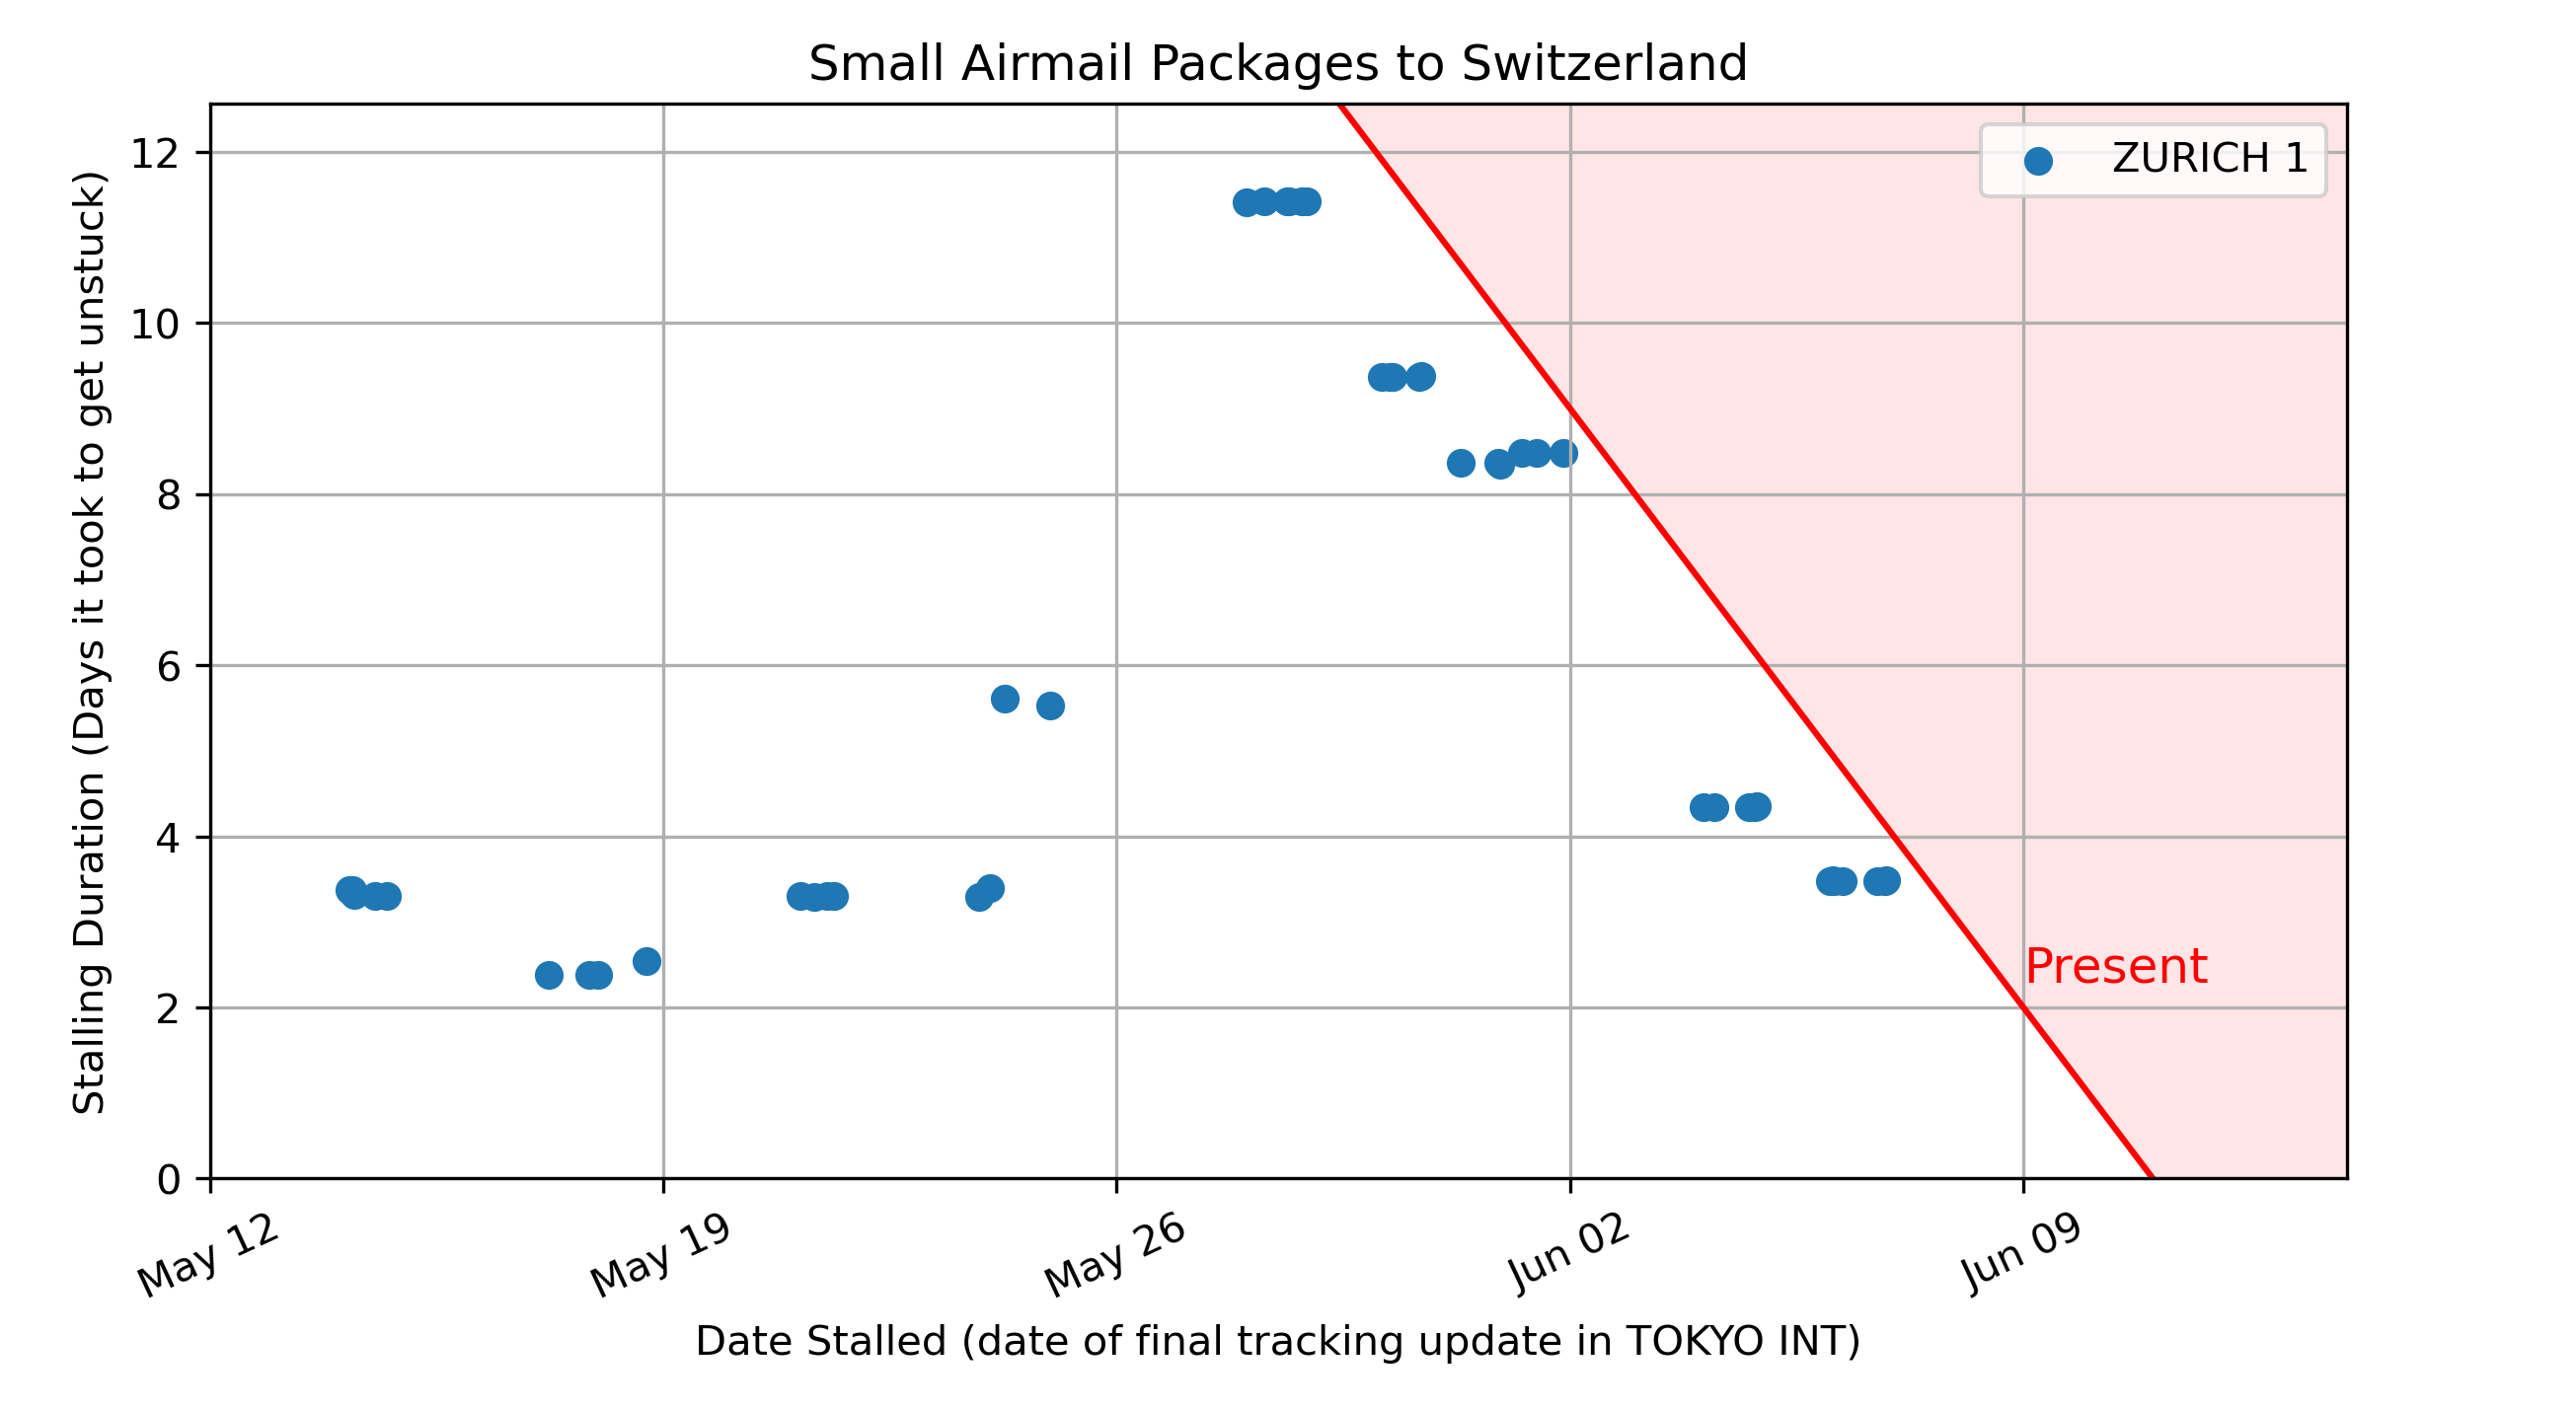 Small Airmail Packages to Switzerland
Stalling Duration (Days it took to get unstuck)
12
10
8
6
4
2
0
ZURICH 1
Present
May 12
May 19
May 26
Jun 02
Jun 09
Date Stalled (date of final tracking update in TOKYO INT)